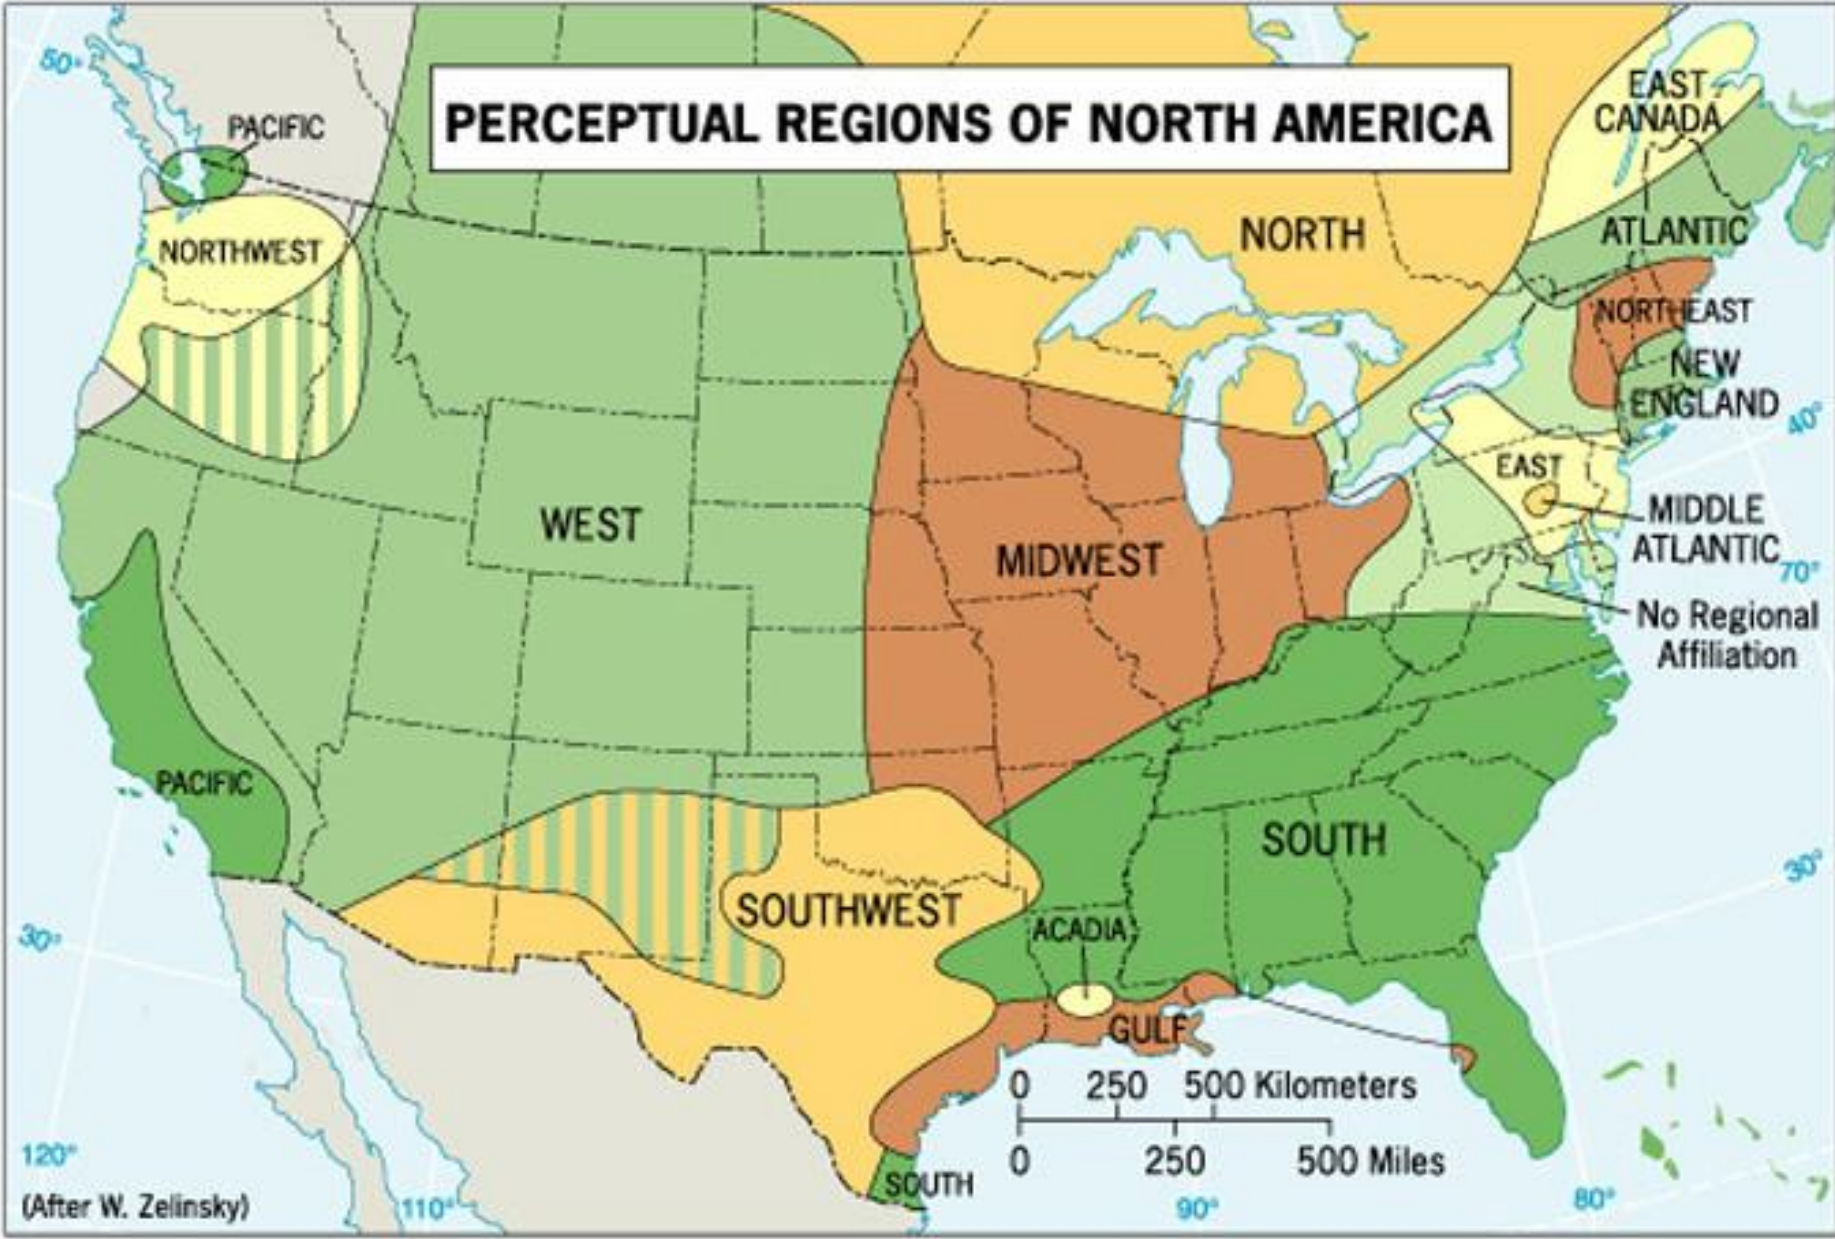 PERCEPTUAL REGIONS OF NORTH AMERICA
50°
PACIFIC
EAST
CANADA
NORTHWEST
NORTH
ATLANTIC
NORTHEAST
NEW
ENGLAND
40°
EAST
MIDDLE
ATLANTIC
70°
WEST
MIDWEST
No Regional
Affiliation
PACIFIC
SOUTH
30°
SOUTHWEST
ACADIA
30°
GULF
0 250 500 Kilometers
0 250 500 Miles
120°
SOUTH
(After W. Zelinsky)
110°
90°
80°